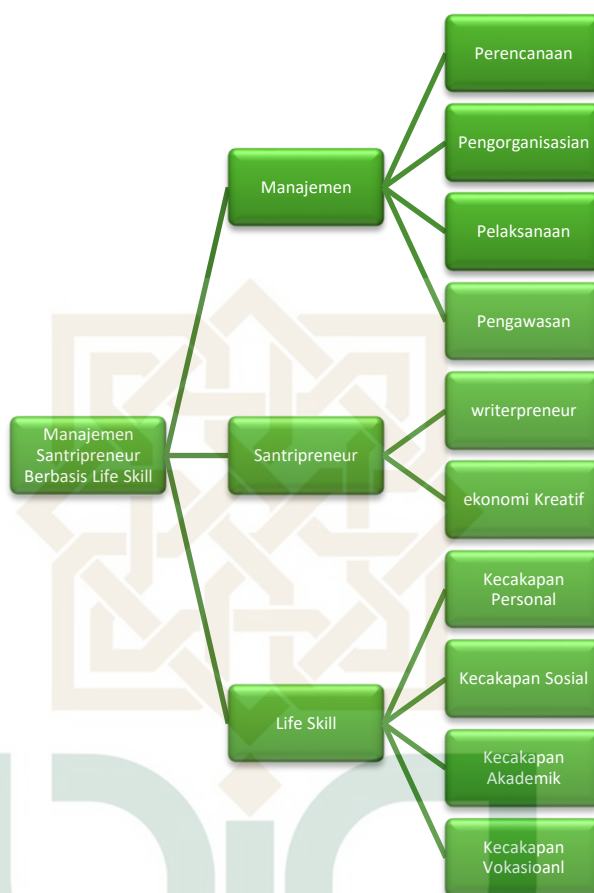 Manajemen
Santripreneur
Berbasis Life Skill
Manajemen
Perencanaan
Pengorganisasian
Pelaksanaan
Pengawasan
Santripreneur
writerpreneur
ekonomi Kreatif
Life Skill
Kecakapan
Personal
Kecakapan Sosial
Kecakapan
Akademik
Kecakapan
Vokasioanl